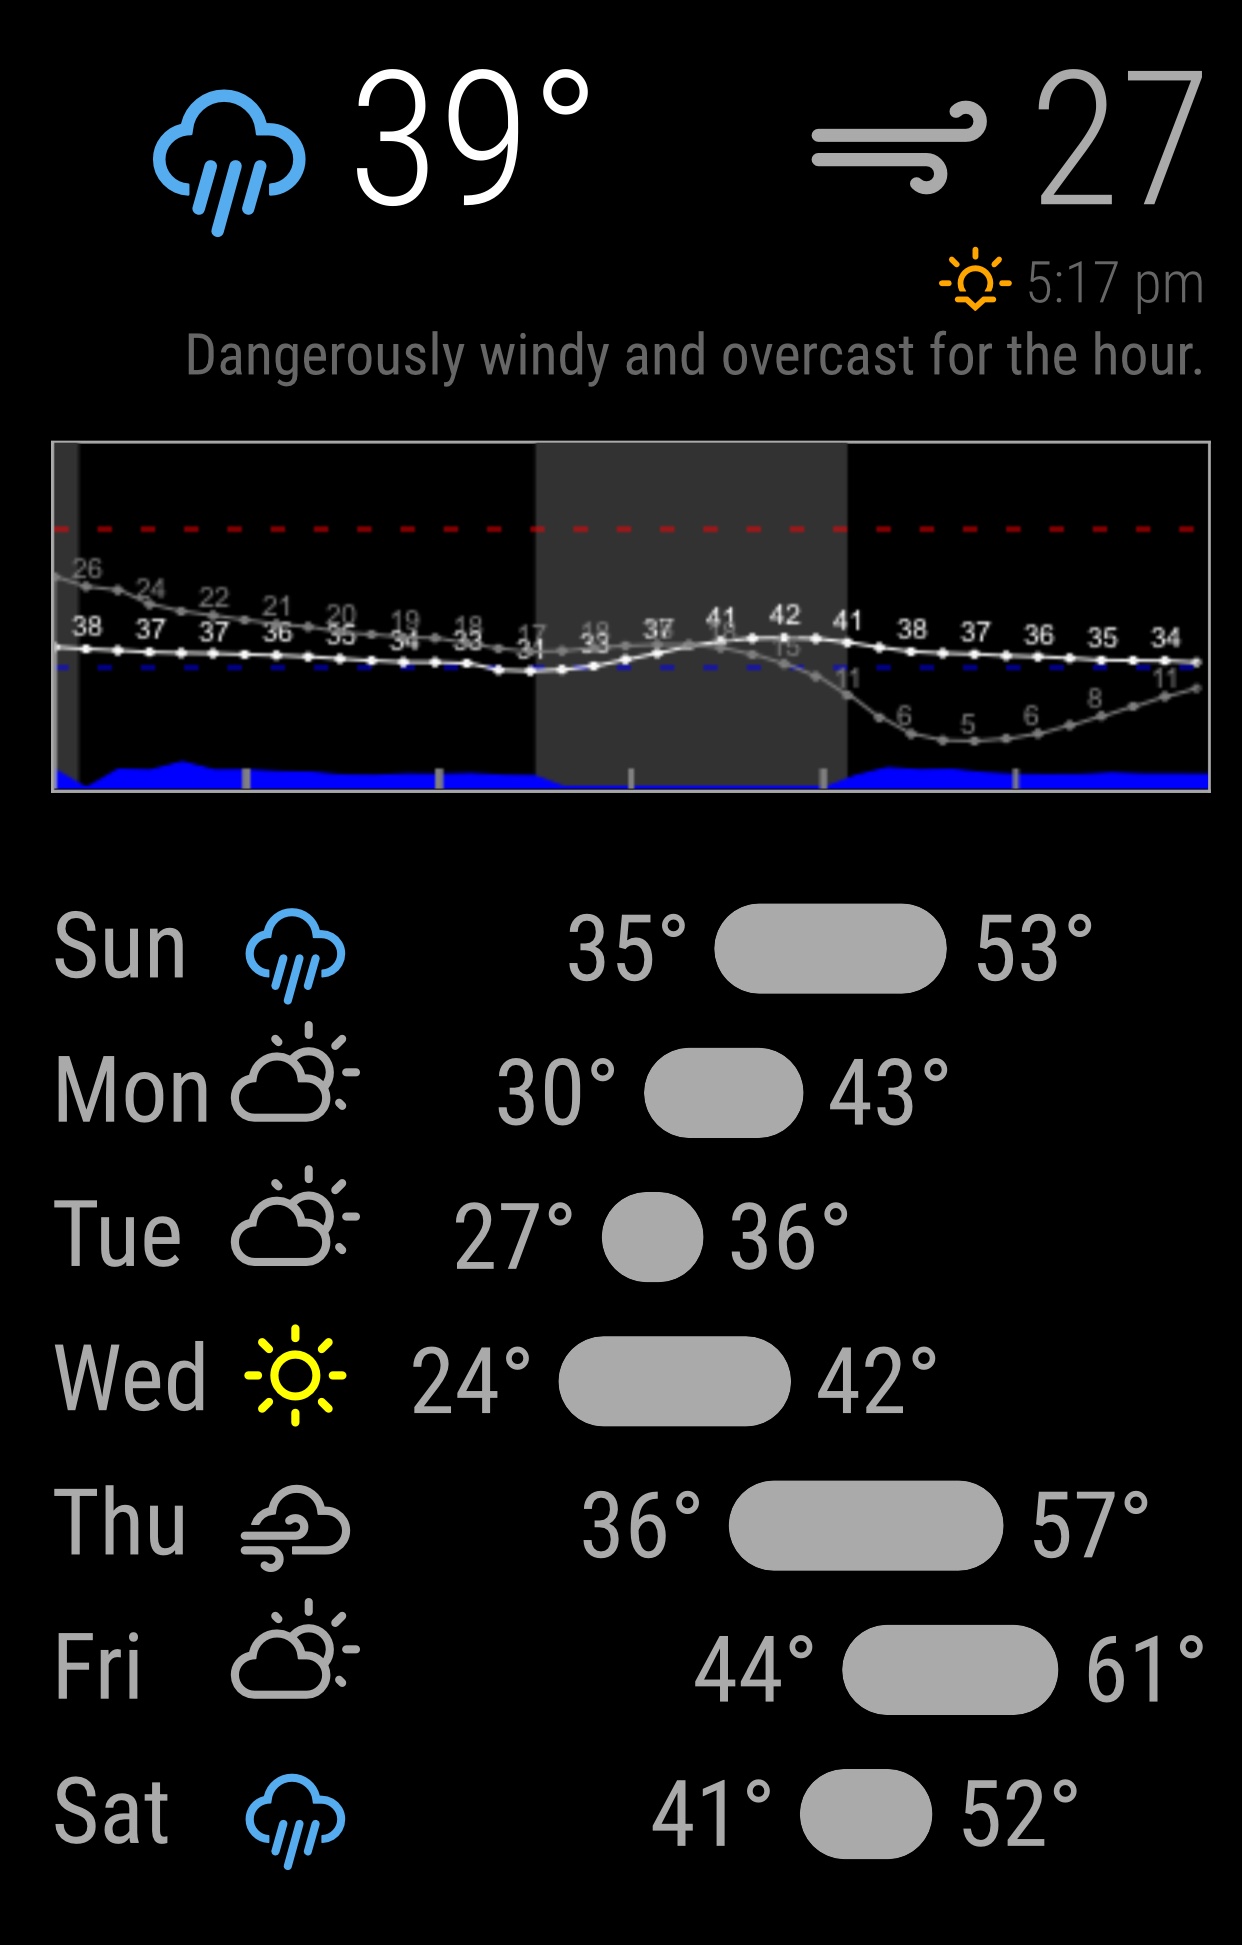 39° 27
5:17 pm
Dangerously windy and overcast for the hour.
26 24 22 21 20 19 18 17 18 18 15 11 6 5 6 8 11
38 37 37 36 35 34 33 31 33 37 41 42 41 38 37 36 35 34
Sun 35° 53°
Mon 30° 43°
Tue 27° 36°
Wed 24° 42°
Thu 36° 57°
Fri 44° 61°
Sat 41° 52°